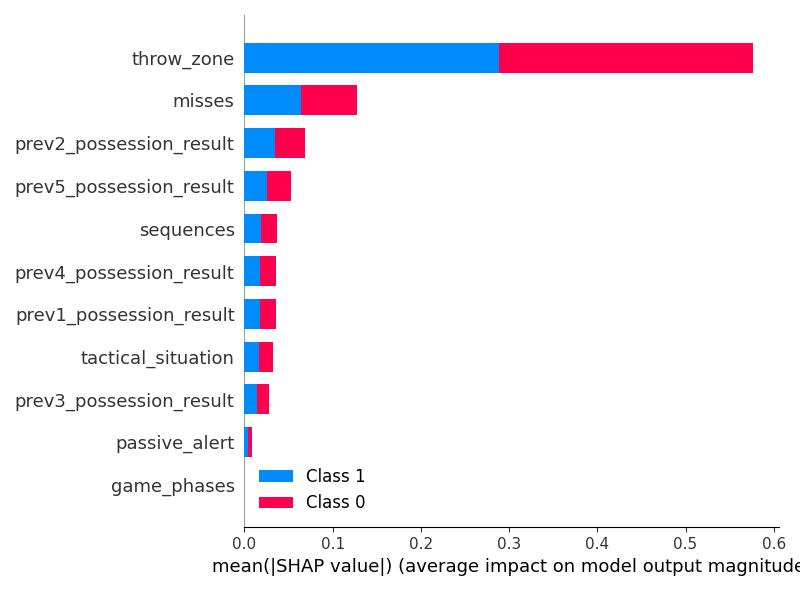 throw_zone
misses
prev2_possession_result
prev5_possession_result
sequences
prev4_possession_result
prev1_possession_result
tactical_situation
prev3_possession_result
passive_alert
game_phases
Class 1
Class 0
0.0 0.1 0.2 0.3 0.4 0.5 0.6
mean(|SHAP value|) (average impact on model output magnitude